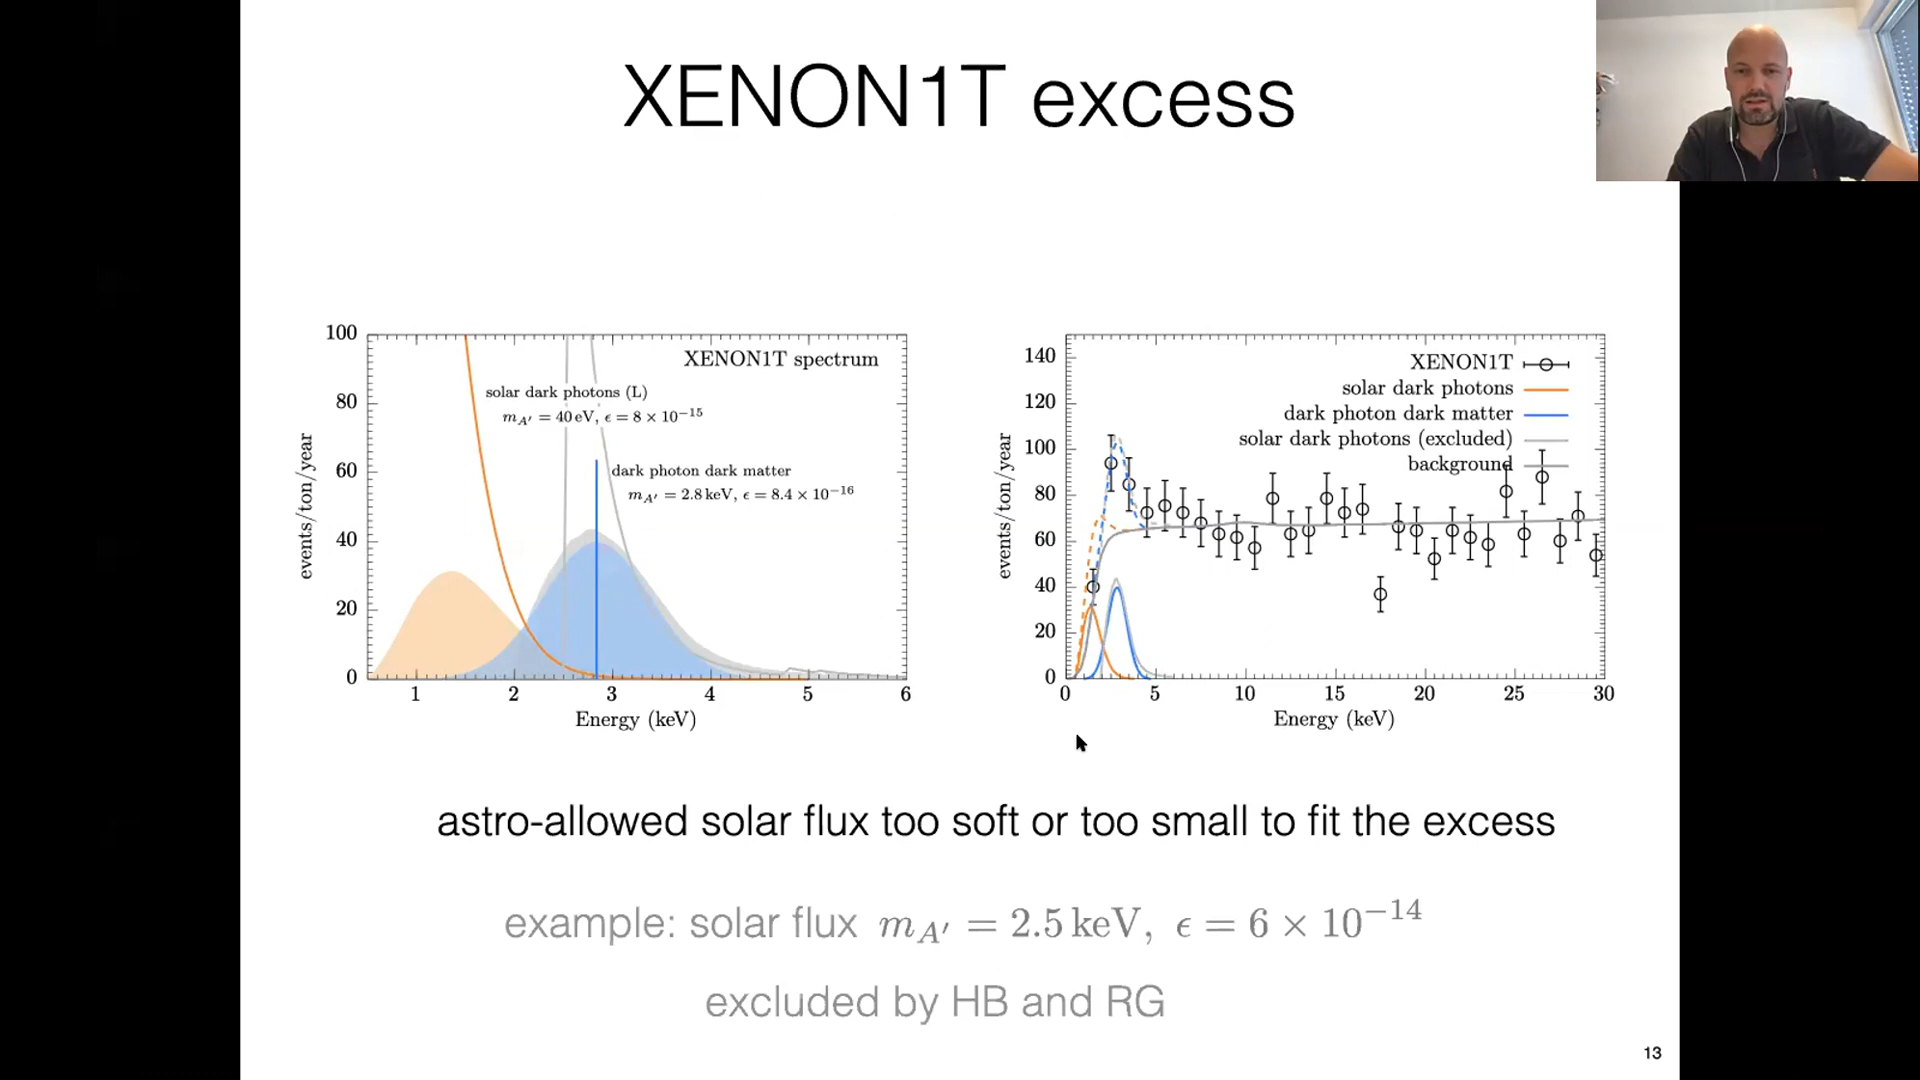 XENON1T excess
100
80
60
40
20
0
events/ton/year
XENON1T spectrum
solar dark photons (L)
m_{A′} = 40 eV, ϵ = 8 × 10⁻¹⁵
dark photon dark matter
m_{A′} = 2.8 keV, ϵ = 8.4 × 10⁻¹⁶
1 2 3 4 5 6
Energy (keV)
140
120
100
80
60
40
20
0
events/ton/year
XENON1T
solar dark photons
dark photon dark matter
solar dark photons (excluded)
background
0 5 10 15 20 25 30
Energy (keV)
astro-allowed solar flux too soft or too small to fit the excess
example: solar flux m_{A′} = 2.5 keV, ϵ = 6 × 10⁻¹⁴
excluded by HB and RG
13